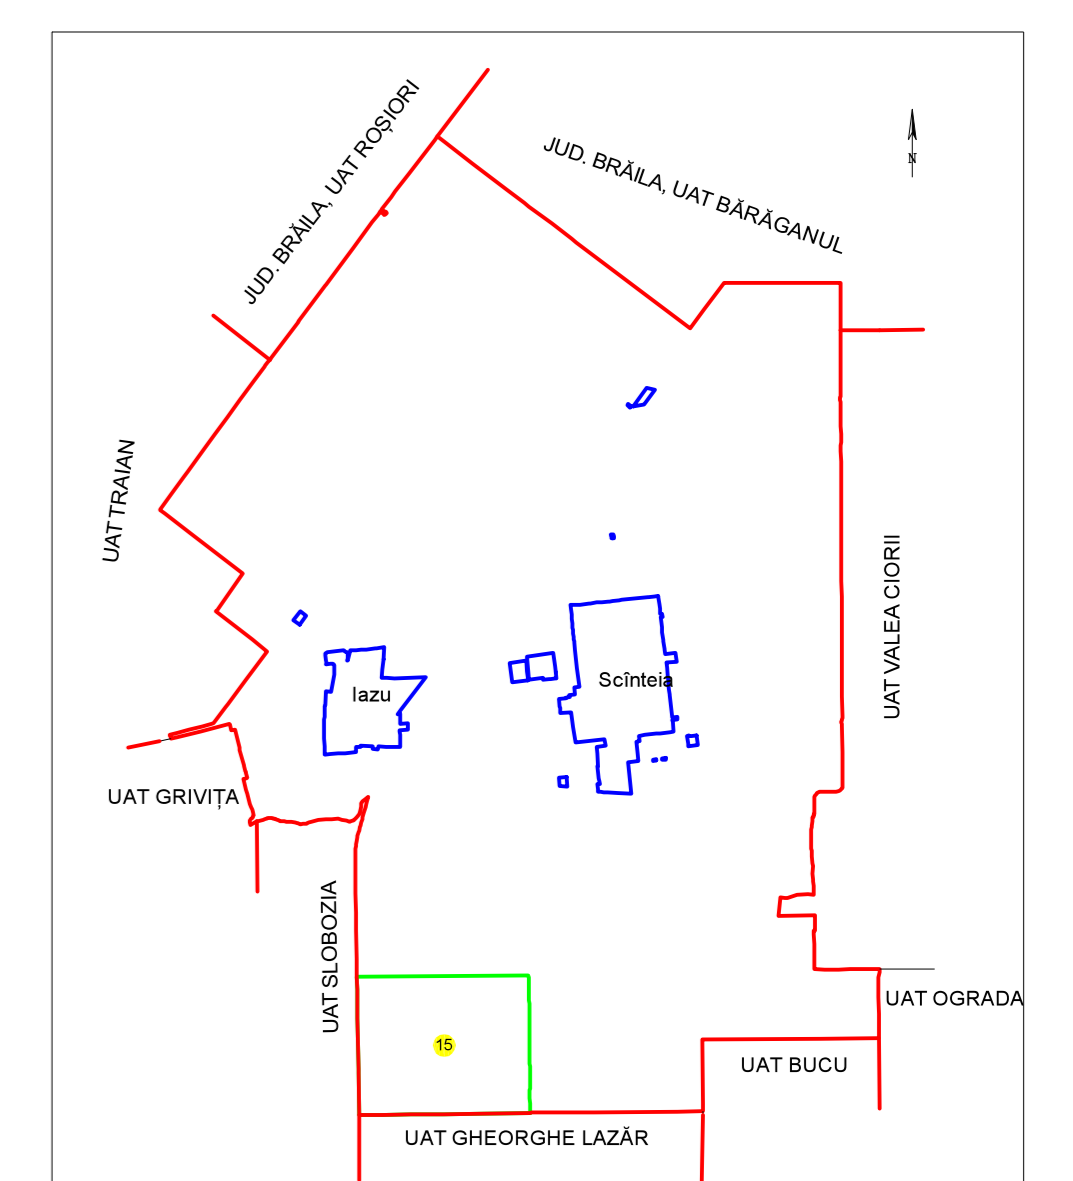 JUD. BRĂILA, UAT ROȘIORI
JUD. BRĂILA, UAT BĂRĂGANUL
N
UAT TRAIAN
UAT VALEA CIORII
Scînteia
Iazu
UAT GRIVIȚA
UAT SLOBOZIA
UAT OGRADA
15
UAT BUCU
UAT GHEORGHE LAZĂR